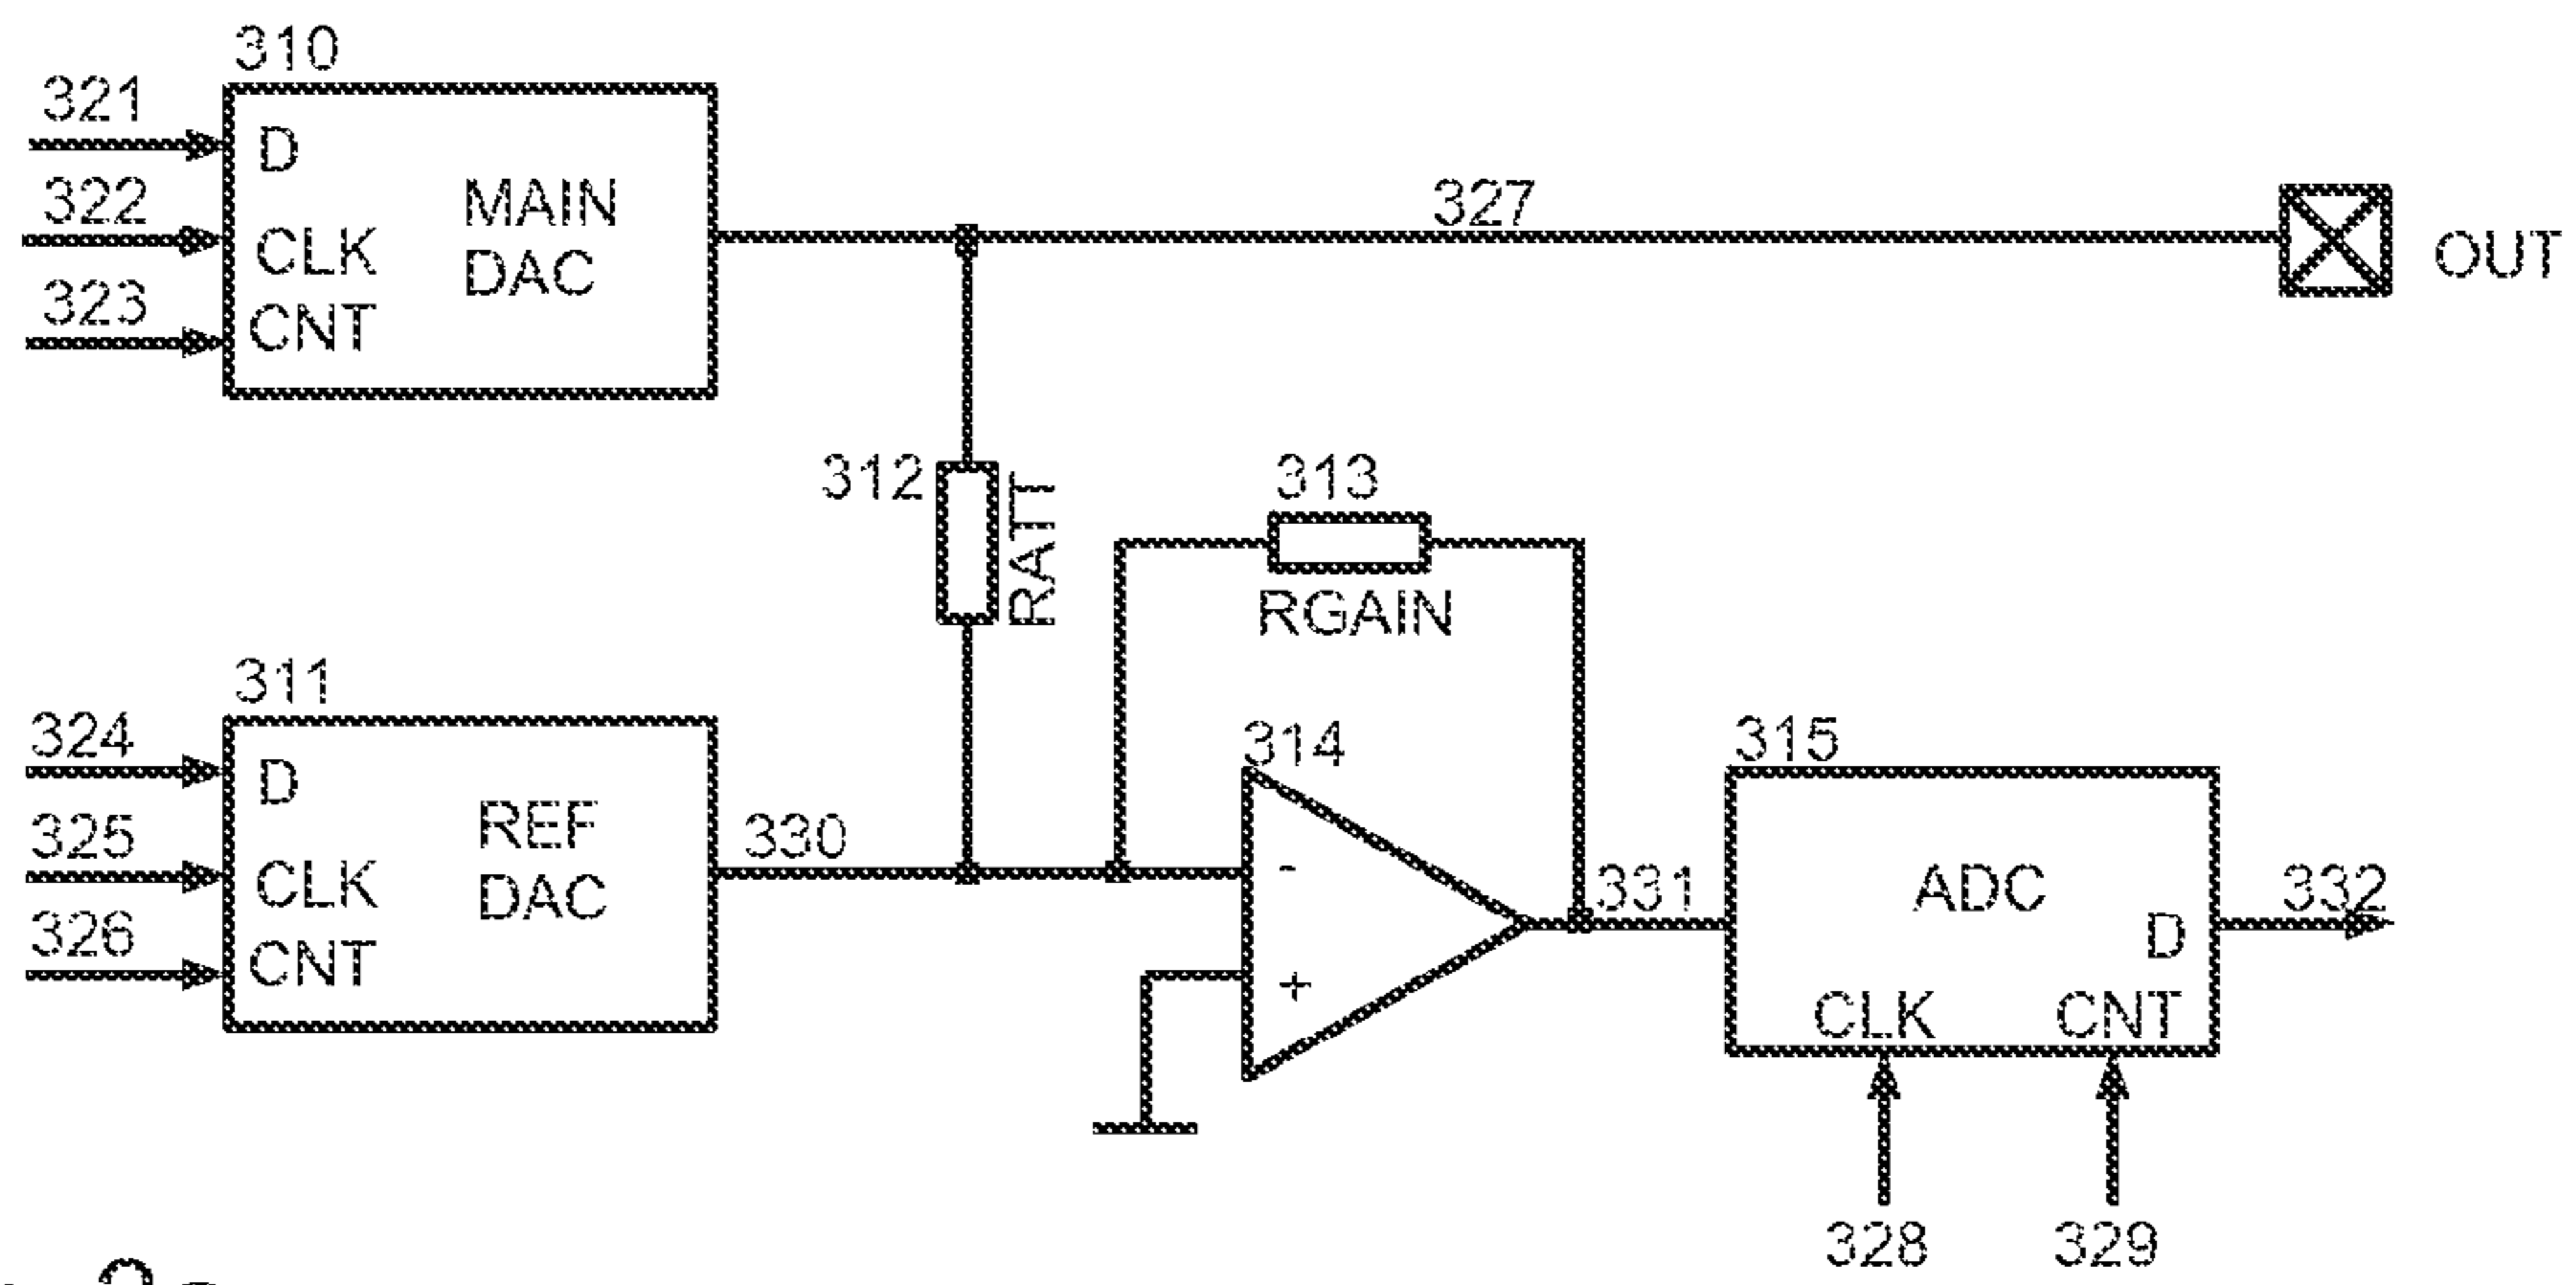 310
321
D
322
MAIN
CLK
DAC
323
CNT
327
OUT
312
RATT
313
RGAIN
311
324
D
325
REF
CLK
DAC
326
CNT
330
314
-
+
331
315
ADC
D
332
CLK
CNT
328
329